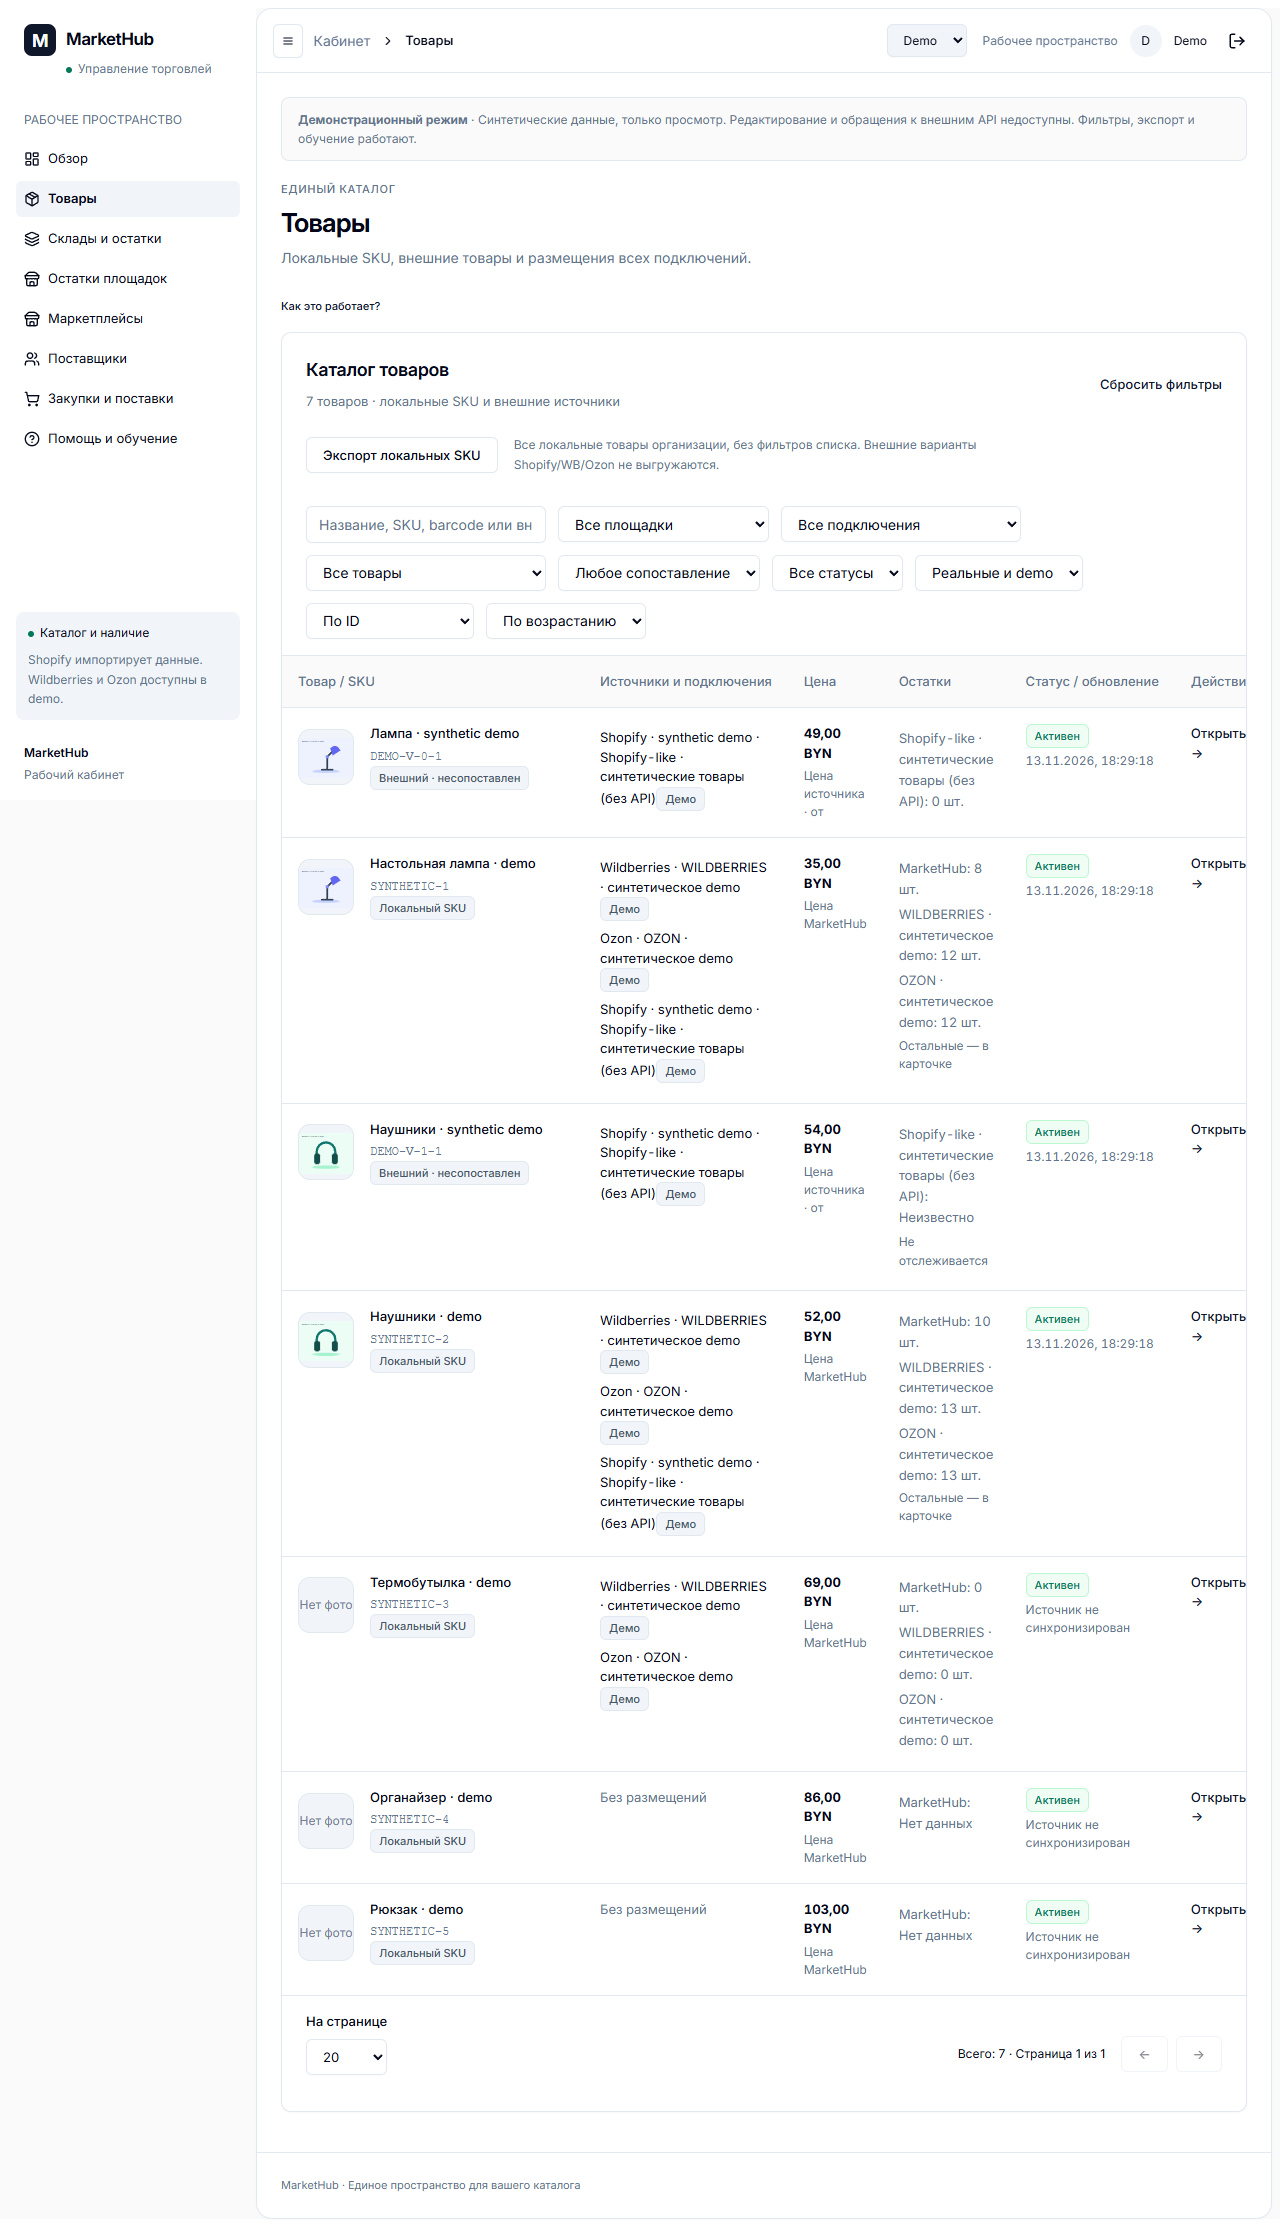 M MarketHub
Управление торговлей
РАБОЧЕЕ ПРОСТРАНСТВО
Обзор
Товары
Склады и остатки
Остатки площадок
Маркетплейсы
Поставщики
Закупки и поставки
Помощь и обучение
Каталог и наличие
Shopify импортирует данные.
Wildberries и Ozon доступны в
demo.
MarketHub
Рабочий кабинет
Кабинет > Товары
Demo
Рабочее пространство
D
Demo
Демонстрационный режим · Синтетические данные, только просмотр. Редактирование и обращения к внешним API недоступны. Фильтры, экспорт и
обучение работают.
ЕДИНЫЙ КАТАЛОГ
Товары
Локальные SKU, внешние товары и размещения всех подключений.
Как это работает?
Каталог товаров
7 товаров · локальные SKU и внешние источники
Сбросить фильтры
Экспорт локальных SKU
Все локальные товары организации, без фильтров списка. Внешние варианты
Shopify/WB/Ozon не выгружаются.
Название, SKU, barcode или вн
Все площадки
Все подключения
Все товары
Любое сопоставление
Все статусы
Реальные и demo
По ID
По возрастанию
Товар / SKU
Источники и подключения
Цена
Остатки
Статус / обновление
Действи
Лампа · synthetic demo
DEMO-V-0-1
Внешний · несопоставлен
Shopify · synthetic demo ·
Shopify-like ·
синтетические товары
(без API) Демо
49,00
BYN
Цена
источника
· от
Shopify-like ·
синтетические
товары (без
API): 0 шт.
Активен
13.11.2026, 18:29:18
Открыть
→
Настольная лампа · demo
SYNTHETIC-1
Локальный SKU
Wildberries · WILDBERRIES
· синтетическое demo
Демо
Ozon · OZON ·
синтетическое demo
Демо
Shopify · synthetic demo ·
Shopify-like ·
синтетические товары
(без API) Демо
35,00
BYN
Цена
MarketHub
MarketHub: 8
шт.
WILDBERRIES ·
синтетическое
demo: 12 шт.
OZON ·
синтетическое
demo: 12 шт.
Остальные — в
карточке
Активен
13.11.2026, 18:29:18
Открыть
→
Наушники · synthetic demo
DEMO-V-1-1
Внешний · несопоставлен
Shopify · synthetic demo ·
Shopify-like ·
синтетические товары
(без API) Демо
54,00
BYN
Цена
источника
· от
Shopify-like ·
синтетические
товары (без
API):
Неизвестно
Не
отслеживается
Активен
13.11.2026, 18:29:18
Открыть
→
Наушники · demo
SYNTHETIC-2
Локальный SKU
Wildberries · WILDBERRIES
· синтетическое demo
Демо
Ozon · OZON ·
синтетическое demo
Демо
Shopify · synthetic demo ·
Shopify-like ·
синтетические товары
(без API) Демо
52,00
BYN
Цена
MarketHub
MarketHub: 10
шт.
WILDBERRIES ·
синтетическое
demo: 13 шт.
OZON ·
синтетическое
demo: 13 шт.
Остальные — в
карточке
Активен
13.11.2026, 18:29:18
Открыть
→
Нет фото
Термобутылка · demo
SYNTHETIC-3
Локальный SKU
Wildberries · WILDBERRIES
· синтетическое demo
Демо
Ozon · OZON ·
синтетическое demo
Демо
69,00
BYN
Цена
MarketHub
MarketHub: 0
шт.
WILDBERRIES ·
синтетическое
demo: 0 шт.
OZON ·
синтетическое
demo: 0 шт.
Активен
Источник не
синхронизирован
Открыть
→
Нет фото
Органайзер · demo
SYNTHETIC-4
Локальный SKU
Без размещений
86,00
BYN
Цена
MarketHub
MarketHub:
Нет данных
Активен
Источник не
синхронизирован
Открыть
→
Нет фото
Рюкзак · demo
SYNTHETIC-5
Локальный SKU
Без размещений
103,00
BYN
Цена
MarketHub
MarketHub:
Нет данных
Активен
Источник не
синхронизирован
Открыть
→
На странице
20
Всего: 7 · Страница 1 из 1
← →
MarketHub · Единое пространство для вашего каталога